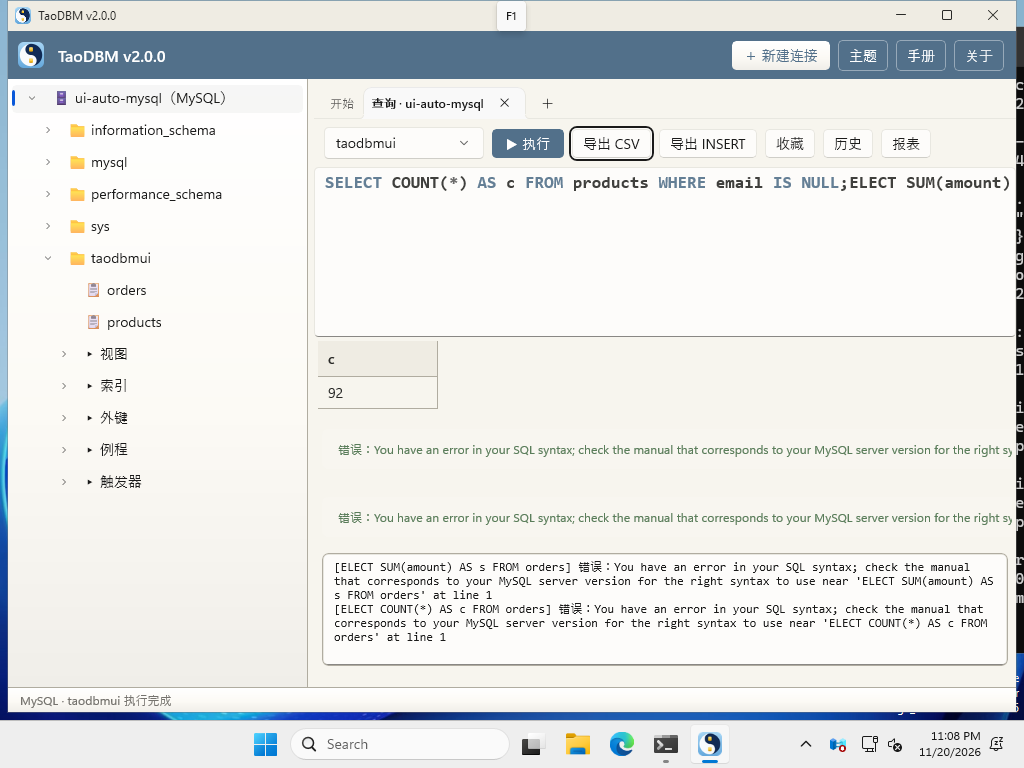 TaoDBM v2.0.0
F1
TaoDBM v2.0.0
+ 新建连接
主题
手册
关于
ui-auto-mysql（MySQL）
information_schema
mysql
performance_schema
sys
taodbmui
orders
products
视图
索引
外键
例程
触发器
开始
查询 · ui-auto-mysql
taodbmui
执行
导出 CSV
导出 INSERT
收藏
历史
报表
SELECT COUNT(*) AS c FROM products WHERE email IS NULL;ELECT SUM(amount)
c
92
错误：You have an error in your SQL syntax; check the manual that corresponds to your MySQL server version for the right sy
错误：You have an error in your SQL syntax; check the manual that corresponds to your MySQL server version for the right sy
[ELECT SUM(amount) AS s FROM orders] 错误：You have an error in your SQL syntax; check the manual
that corresponds to your MySQL server version for the right syntax to use near 'ELECT SUM(amount) AS
s FROM orders' at line 1
[ELECT COUNT(*) AS c FROM orders] 错误：You have an error in your SQL syntax; check the manual that
corresponds to your MySQL server version for the right syntax to use near 'ELECT COUNT(*) AS c FROM
orders' at line 1
MySQL · taodbmui 执行完成
Search
11:08 PM
11/20/2026